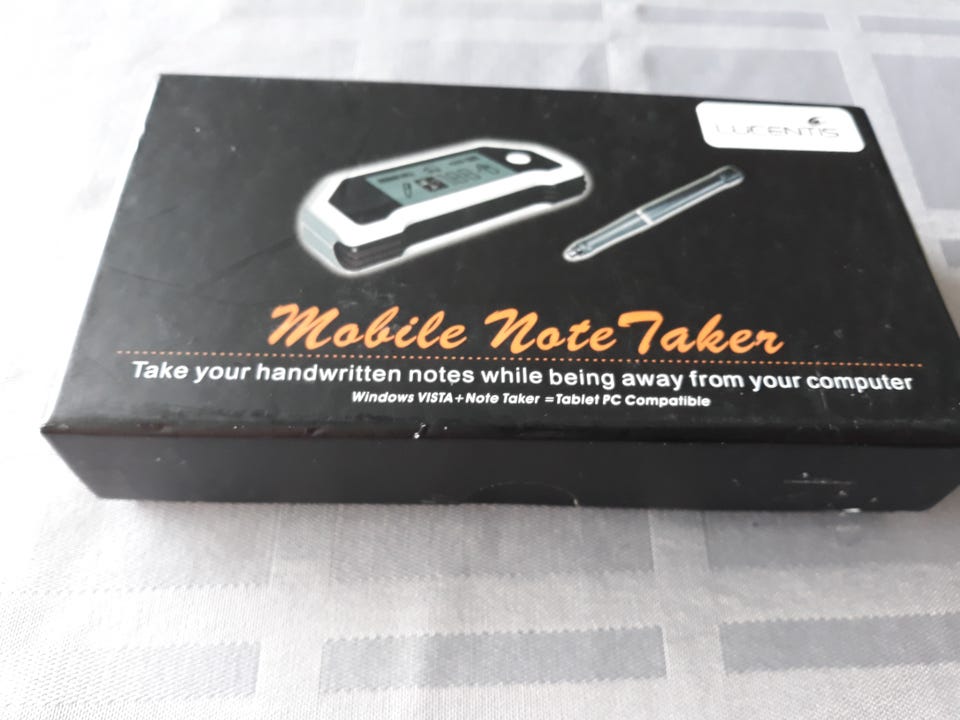 LUCENTIS
Mobile NoteTaker
Take your handwritten notes while being away from your computer
Windows VISTA+Note Taker =Tablet PC Compatible